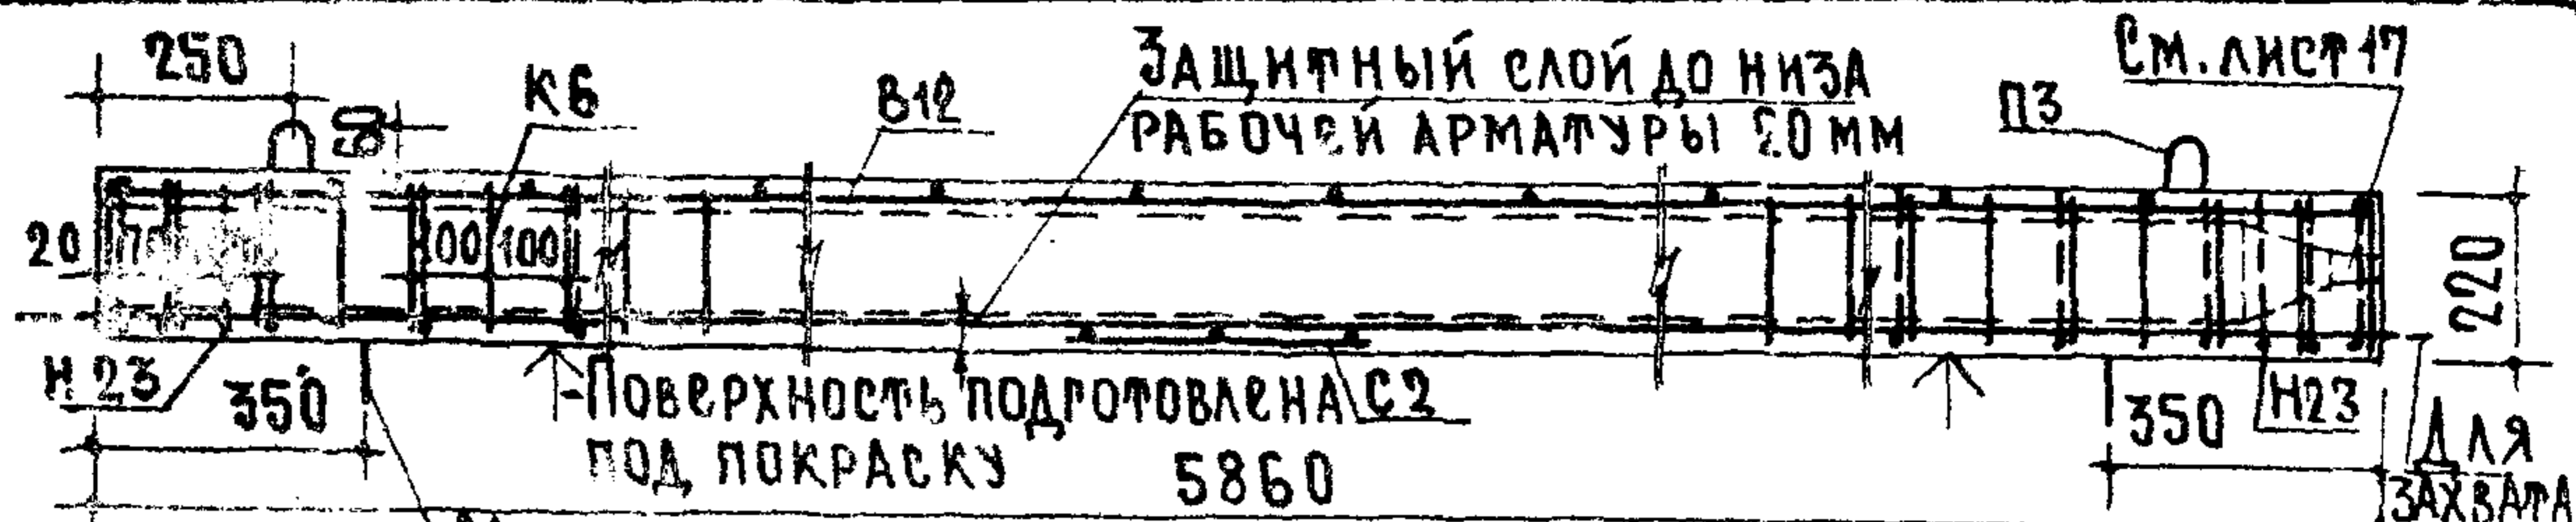 250
К6
В12
ЗАЩИТНЫЙ СЛОЙ ДО НИЗА
РАБОЧЕЙ АРМАТУРЫ 20 ММ
П3
СМ. ЛИСТ 17
20
100
100
220
Н23
350
ПОВЕРХНОСТЬ ПОДГОТОВЛЕНА
ПОД ПОКРАСКУ
С2
5860
350
Н23
ДЛЯ
ЗАХВАТА